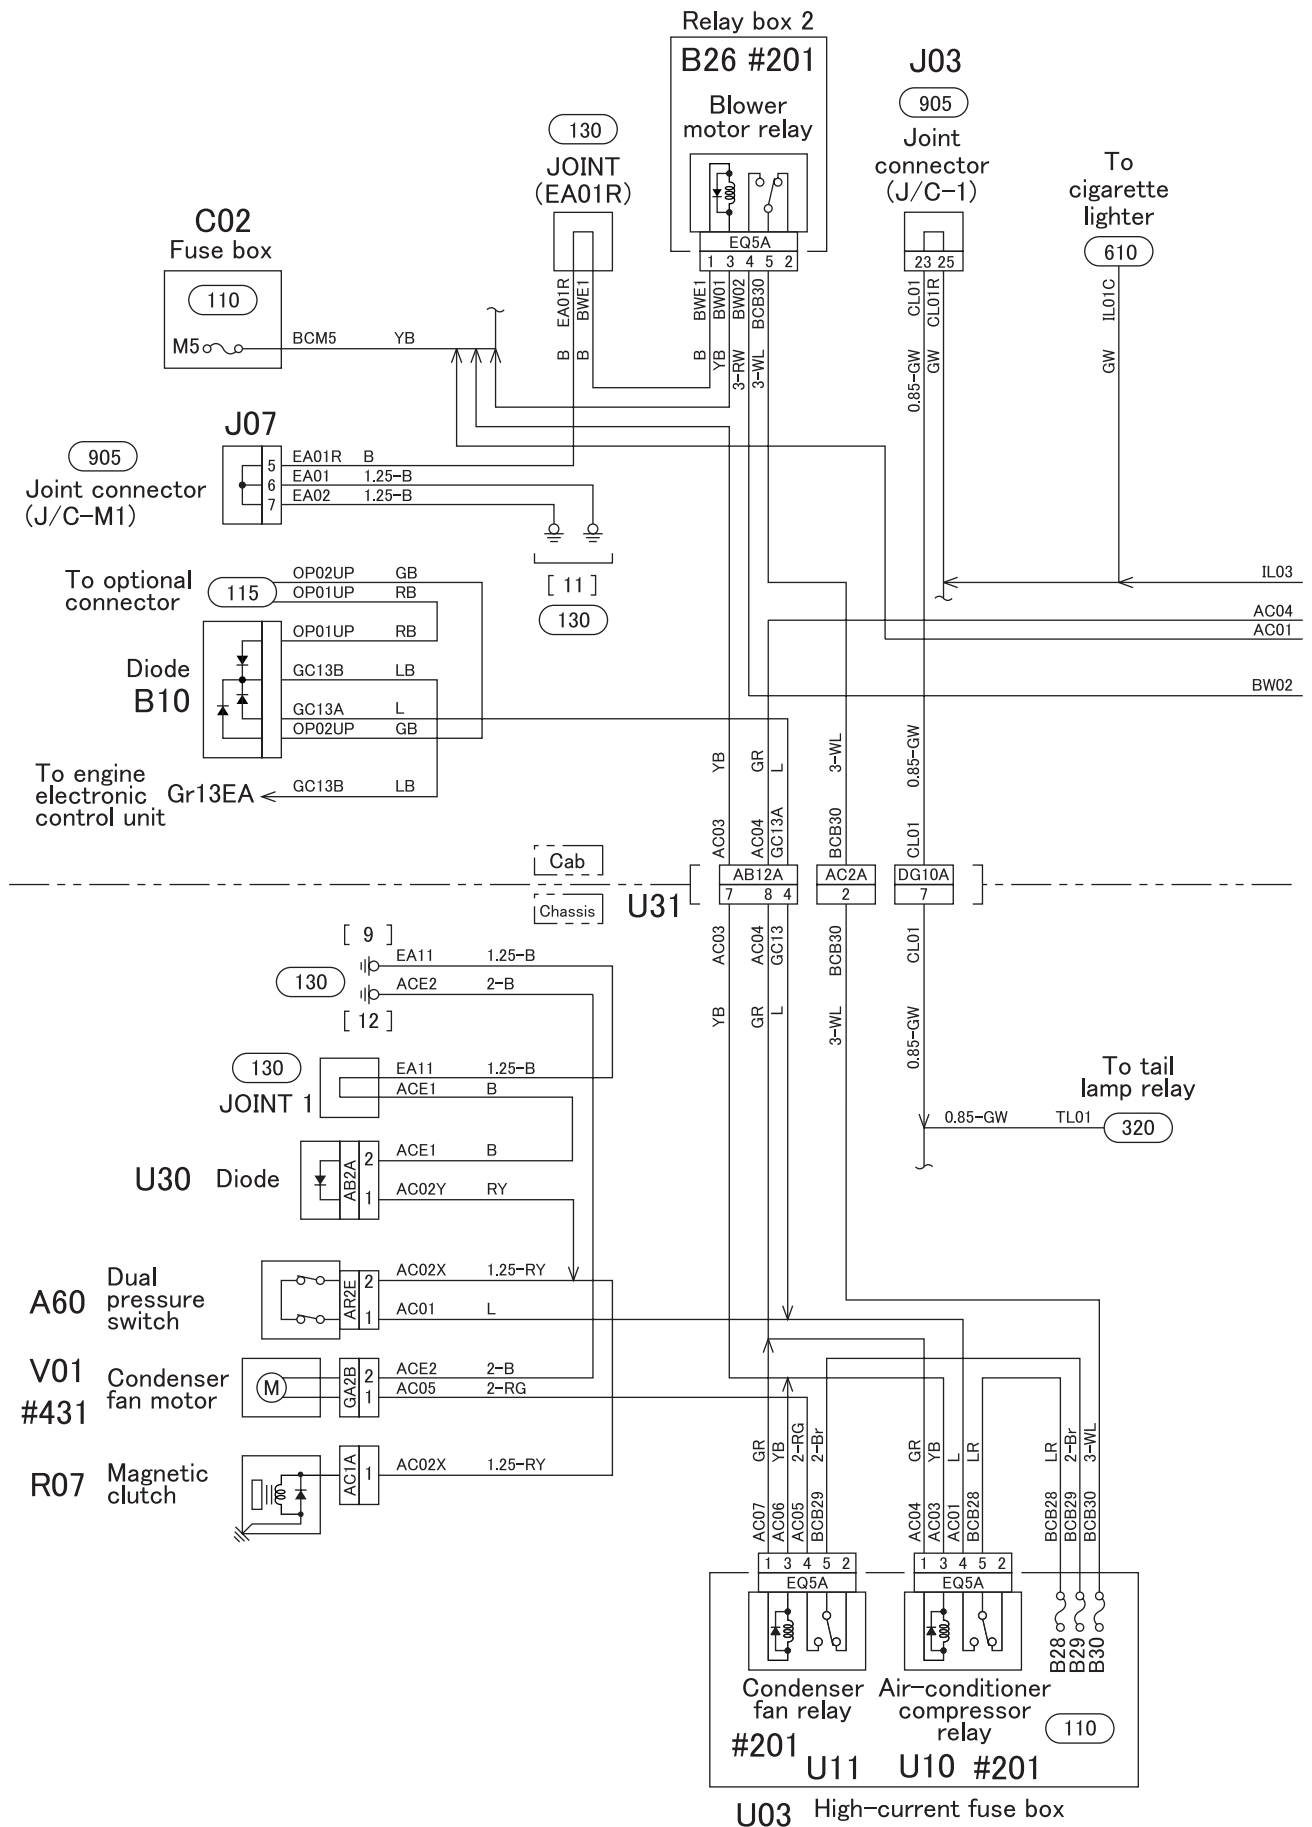 Relay box 2
B26 #201
Blower
motor relay
EQ5A
1 3 4 5 2
BWE1
BW01
BW02
BCB30
B
YB
3-RW
3-WL
J03
905
Joint
connector
(J/C-1)
23 25
CL01
CL01R
0.85-GW
GW
To
cigarette
lighter
610
IL01C
GW
130
JOINT
(EA01R)
EA01R
BWE1
B
B
C02
Fuse box
110
M5
BCM5 YB
J07
905
Joint connector
(J/C-M1)
5 EA01R B
6 EA01 1.25-B
7 EA02 1.25-B
[ 11 ]
130
To optional
connector
115
OP02UP GB
OP01UP RB
OP01UP RB
Diode
B10
GC13B LB
GC13A L
OP02UP GB
To engine
electronic
control unit
Gr13EA
GC13B LB
IL03
AC04
AC01
BW02
YB
GR
L
3-WL
0.85-GW
AC03
AC04
GC13A
BCB30
CL01
Cab
Chassis
U31
AB12A
7 8 4
AC2A
2
DG10A
7
AC03
AC04
GC13
BCB30
CL01
YB
GR
L
3-WL
0.85-GW
[ 9 ]
130
EA11 1.25-B
ACE2 2-B
[ 12 ]
130
JOINT 1
EA11 1.25-B
ACE1 B
U30 Diode
AB2A
2 ACE1 B
1 AC02Y RY
To tail
lamp relay
0.85-GW TL01 320
A60
Dual
pressure
switch
AR2E
2 AC02X 1.25-RY
1 AC01 L
V01
#431
Condenser
fan motor
M
GA2B
2 ACE2 2-B
1 AC05 2-RG
R07
Magnetic
clutch
AC1A
1 AC02X 1.25-RY
GR
YB
2-RG
2-Br
GR
YB
L
LR
LR
2-Br
3-WL
AC07
AC06
AC05
BCB29
AC04
AC03
AC01
BCB28
BCB28
BCB29
BCB30
1 3 4 5 2
EQ5A
1 3 4 5 2
EQ5A
B28
B29
B30
Condenser
fan relay
#201
U11
Air-conditioner
compressor
relay
U10 #201
110
U03 High-current fuse box